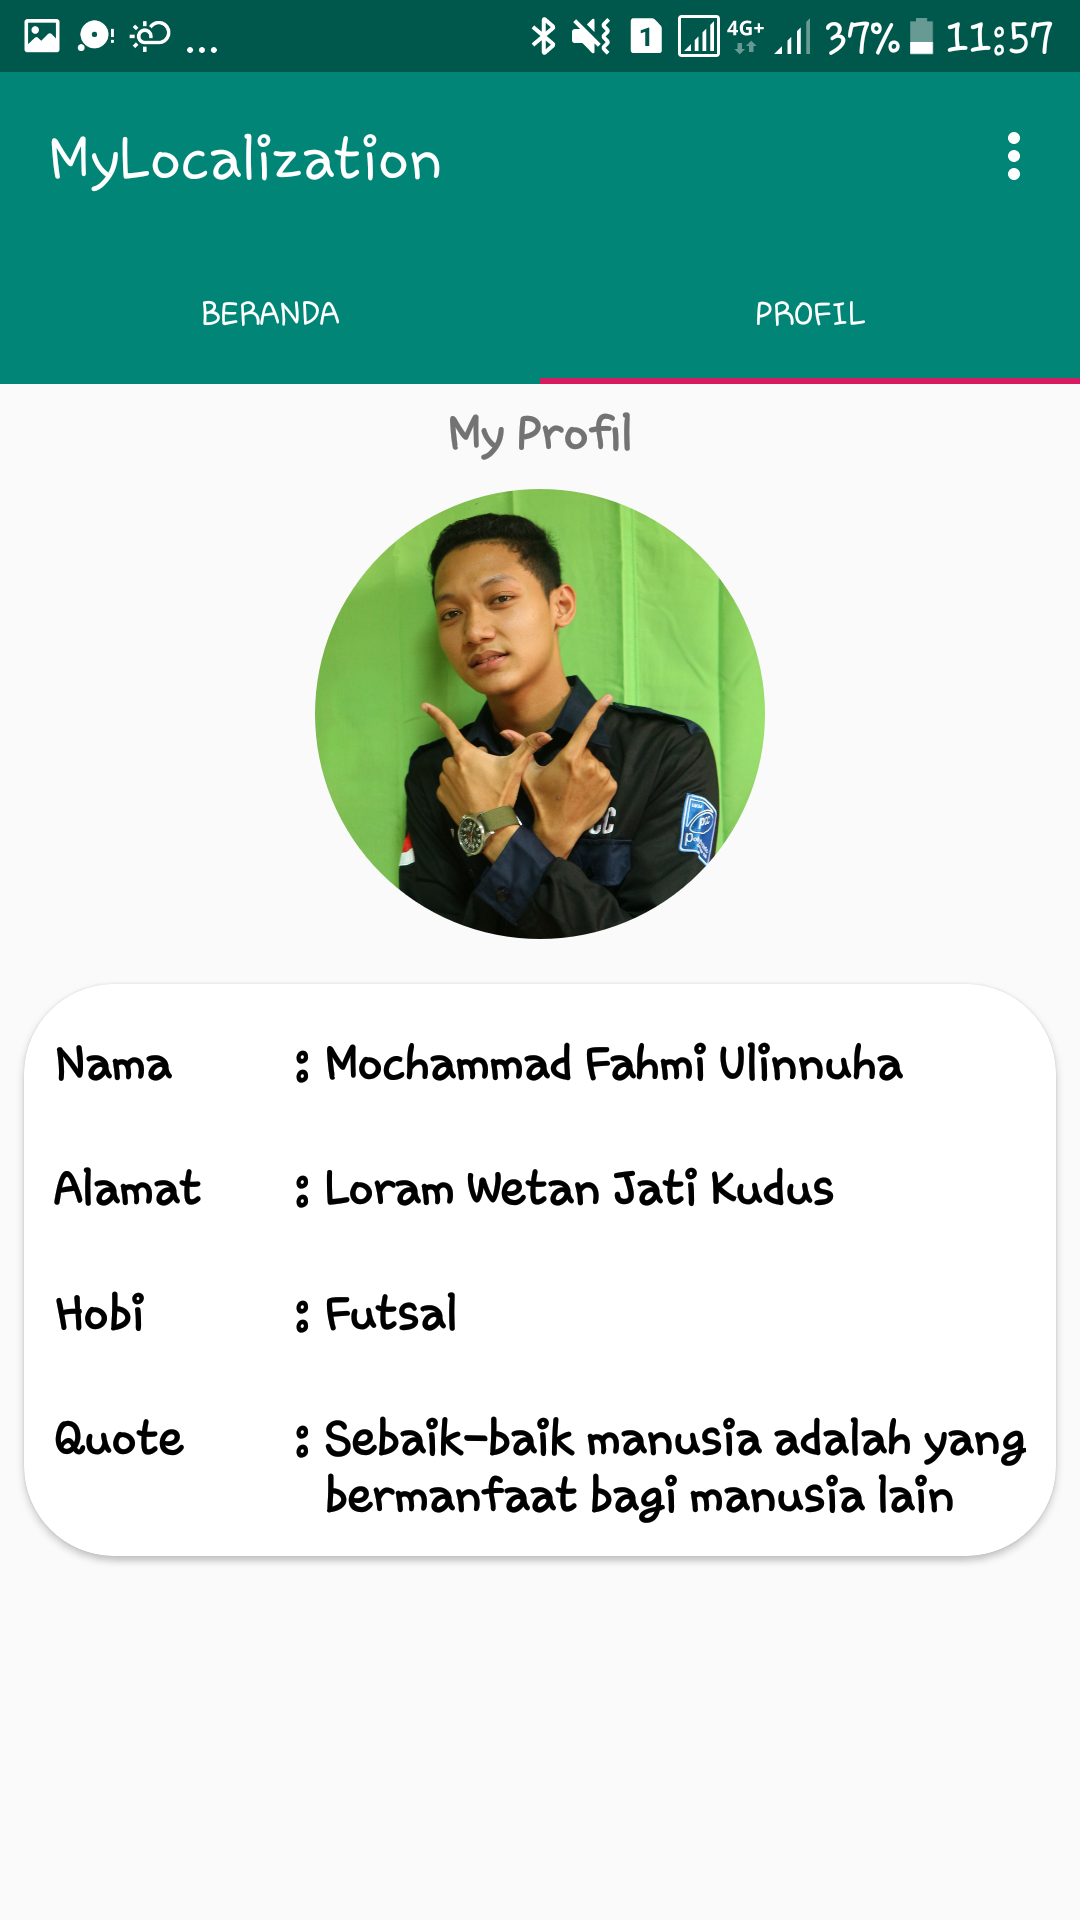 1 4G+ 37% 11:57
MyLocalization
BERANDA PROFIL
My Profil
CC
Nama : Mochammad Fahmi Ulinnuha
Alamat : Loram Wetan Jati Kudus
Hobi : Futsal
Quote : Sebaik-baik manusia adalah yang
bermanfaat bagi manusia lain